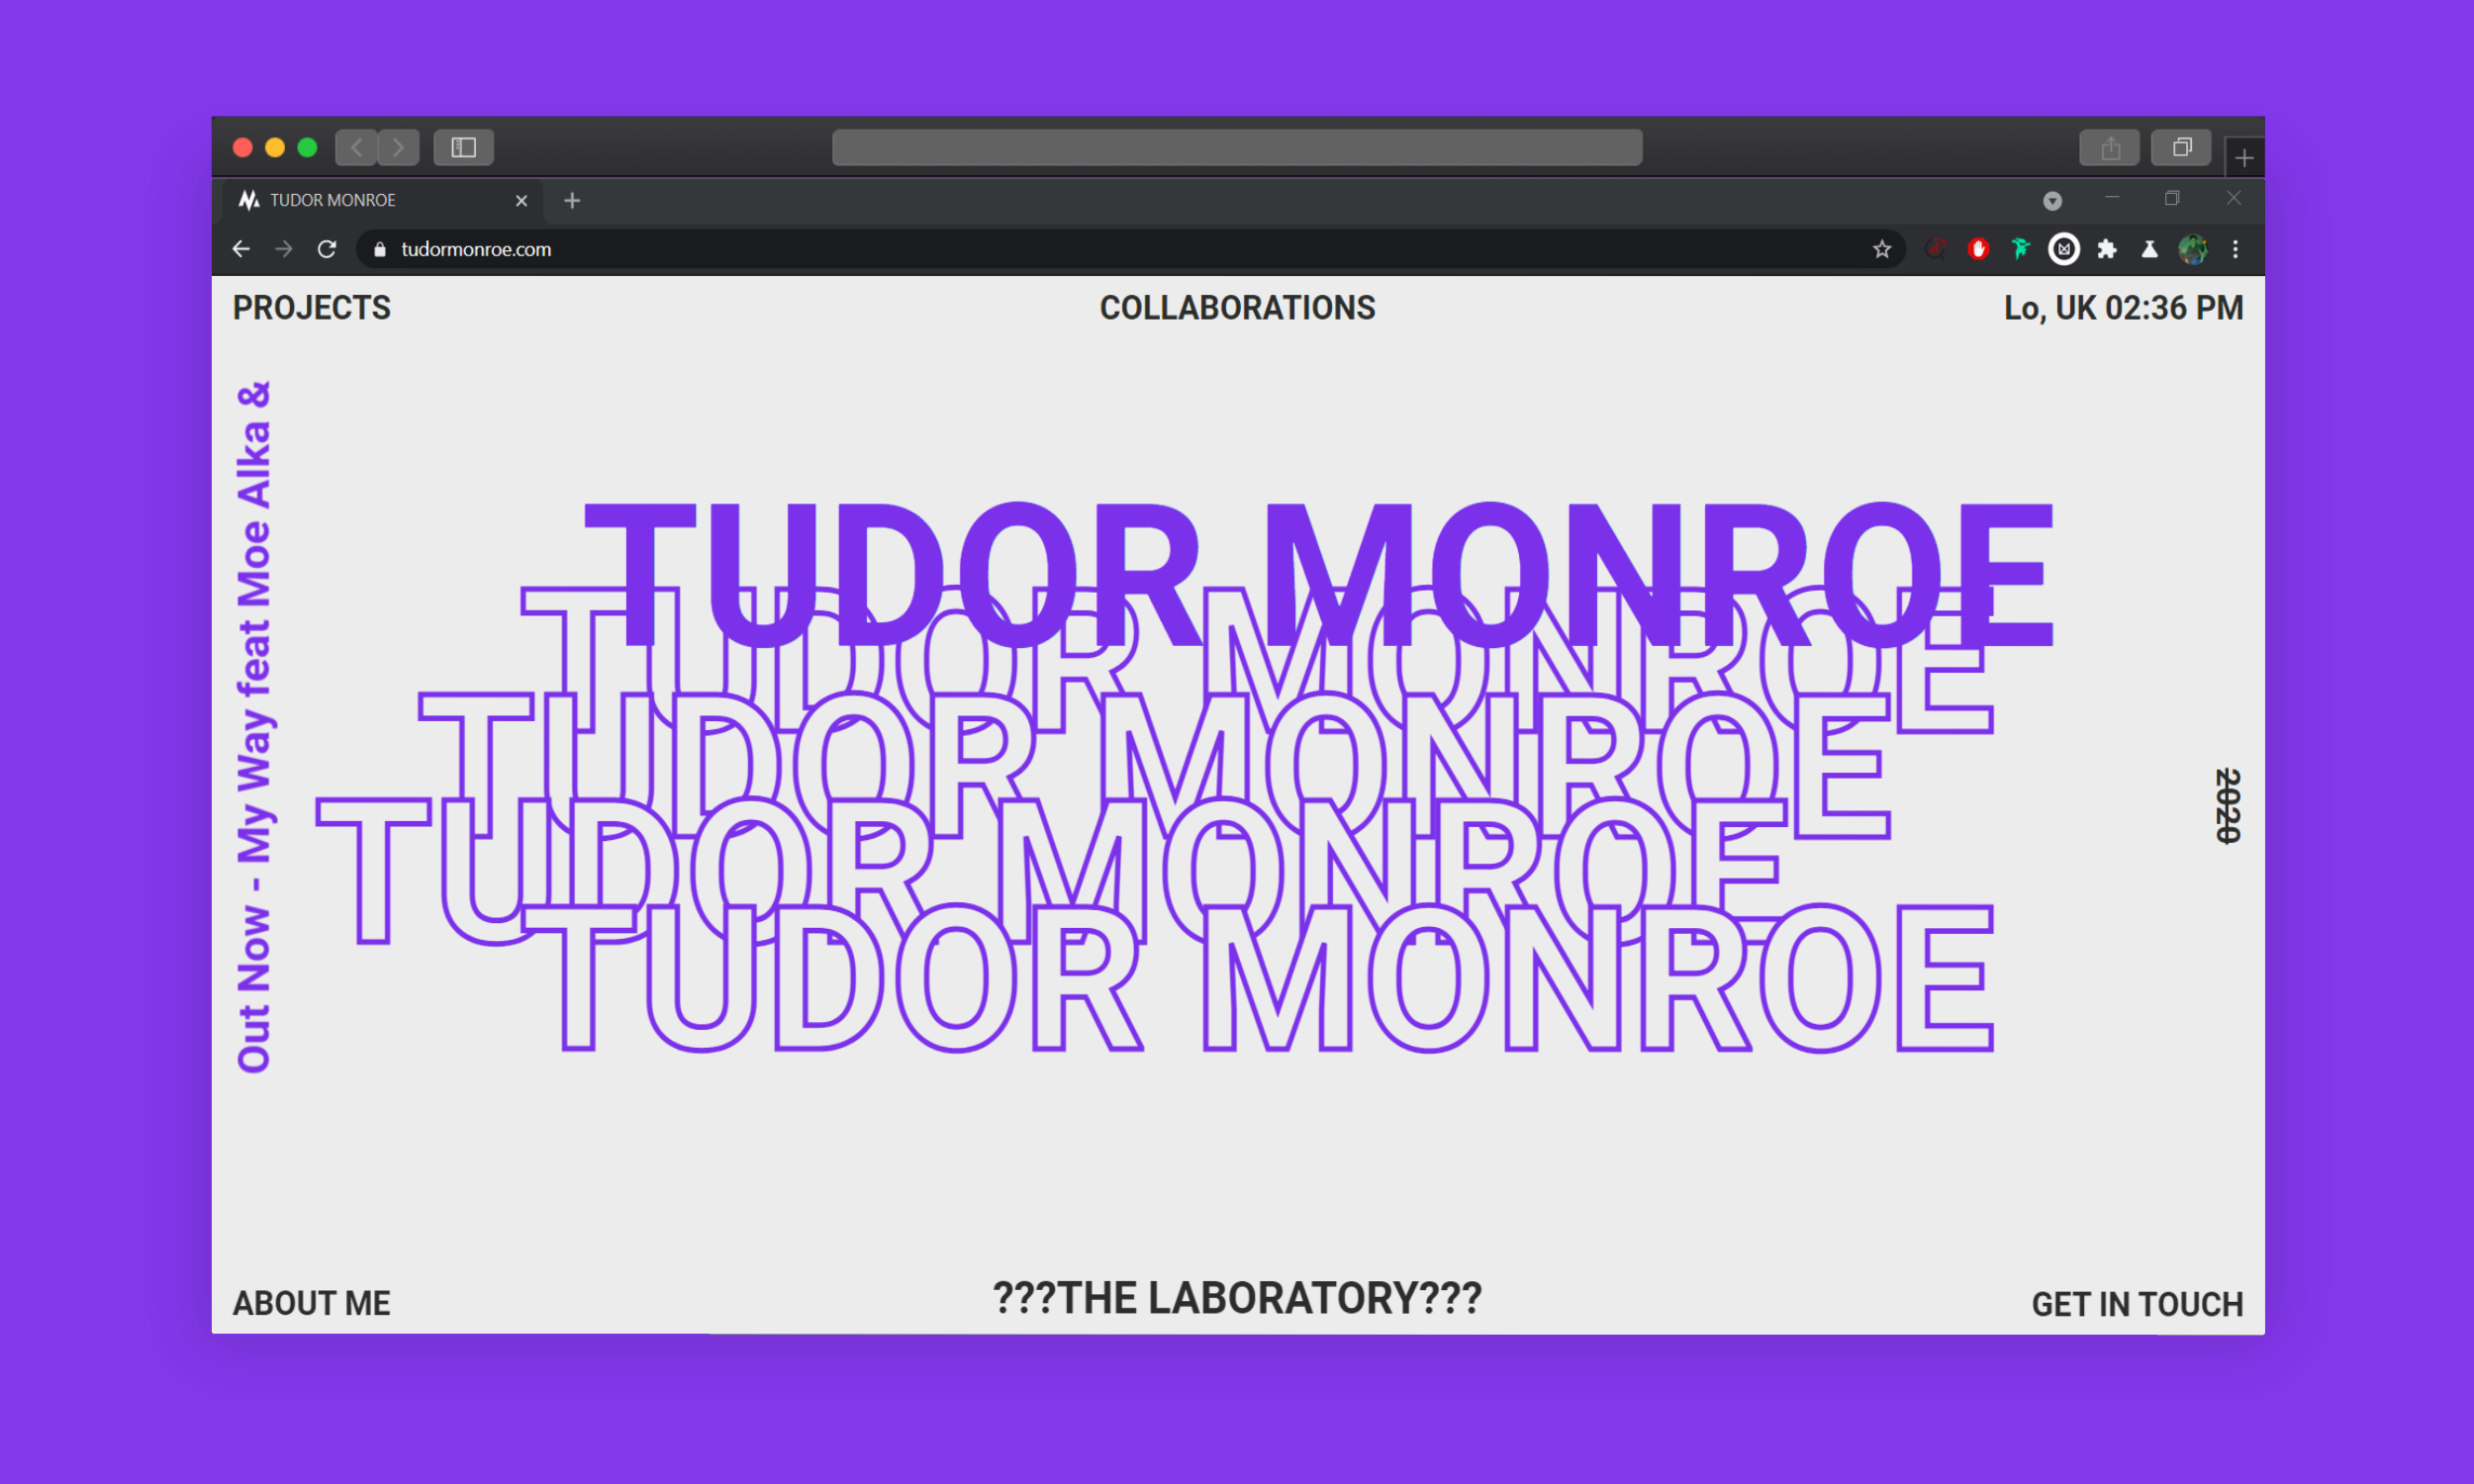 TUDOR MONROE
tudormonroe.com
PROJECTS
COLLABORATIONS
Lo, UK 02:36 PM
Out Now - My Way feat Moe Alka &
TUDOR MONROE
TUDOR MONROE
TUDOR MONROE
TUDOR MONROE
TUDOR MONROE
2020
ABOUT ME
???THE LABORATORY???
GET IN TOUCH